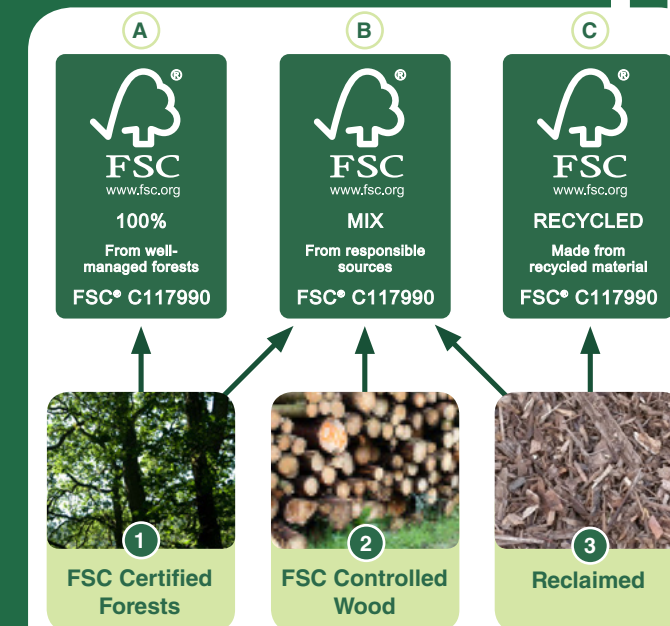 A
B
C
®
FSC
www.fsc.org
100%
From well-
managed forests
FSC® C117990
®
FSC
www.fsc.org
MIX
From responsible
sources
FSC® C117990
®
FSC
www.fsc.org
RECYCLED
Made from
recycled material
FSC® C117990
1
FSC Certified
Forests
2
FSC Controlled
Wood
3
Reclaimed